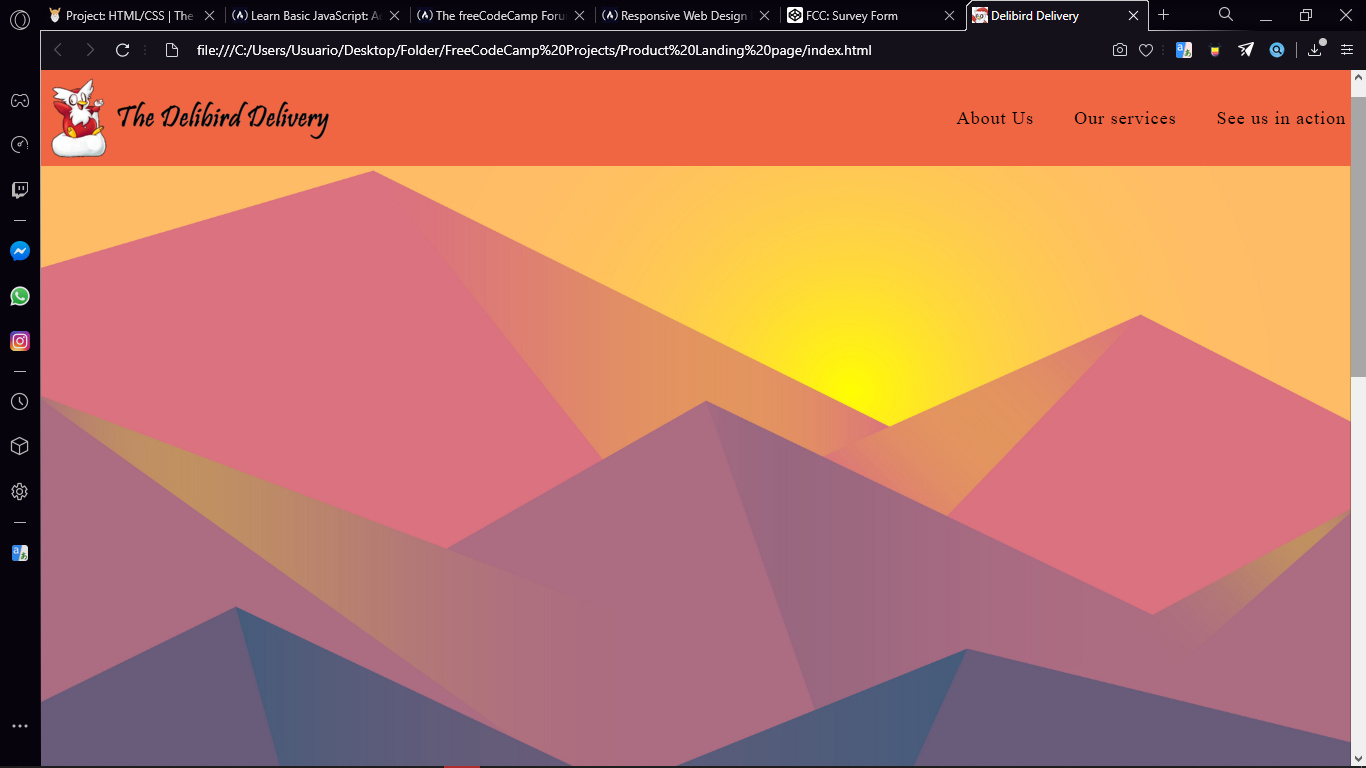 Project: HTML/CSS | The
Learn Basic JavaScript: A
The freeCodeCamp Foru
Responsive Web Design
FCC: Survey Form
Delibird Delivery
file:///C:/Users/Usuario/Desktop/Folder/FreeCodeCamp%20Projects/Product%20Landing%20page/index.html
The Delibird Delivery
About Us
Our services
See us in action